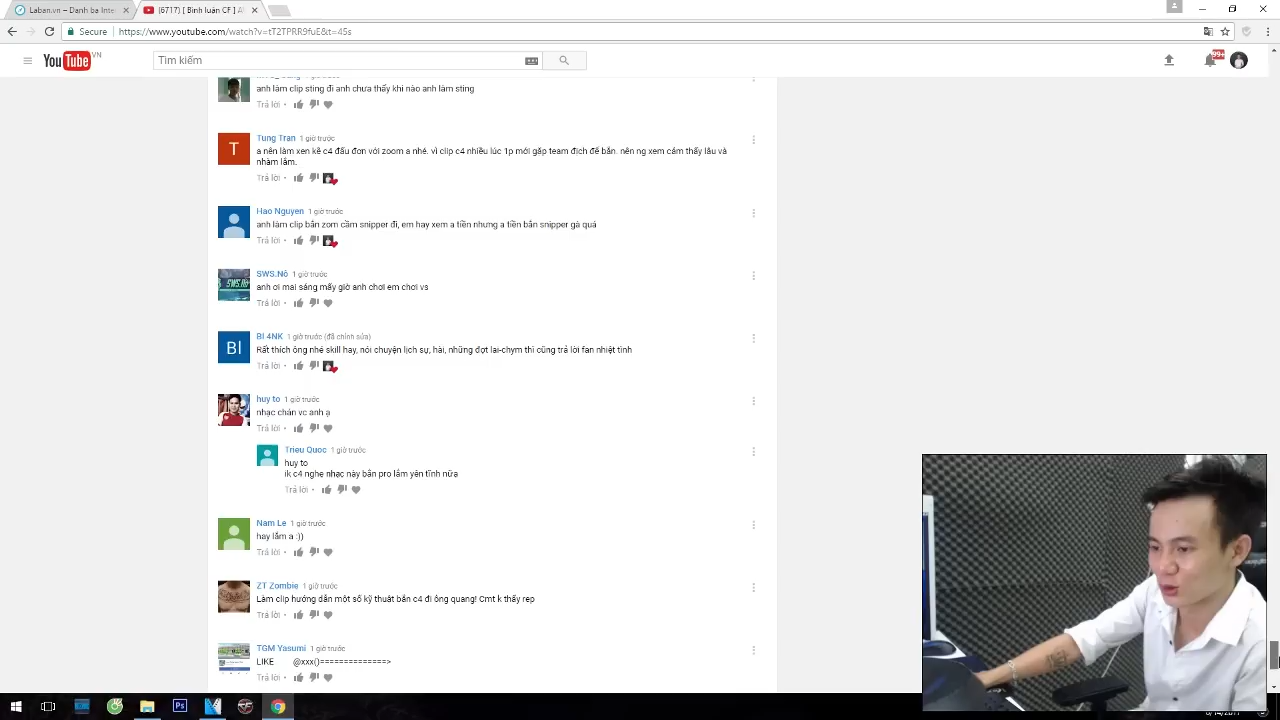 Laban.vn – Danh bạ Inte
(6717) [ Bình luận CF ] A
Secure https://www.youtube.com/watch?v=tT2TPRR9fuE&t=45s
YouTube VN
Tìm kiếm
99+
anh làm clip sting đi anh chưa thấy khi nào anh làm sting
Trả lời •
T
Tung Tran 1 giờ trước
a nên làm xen kẽ c4 đấu đơn với zoom a nhé. vì clip c4 nhiều lúc 1p mới gặp team địch để bắn. nên ng xem cảm thấy lâu và
nhàm lắm.
Trả lời •
Hao Nguyen 1 giờ trước
anh làm clip bắn zom cầm snipper đi, em hay xem a tiền nhưng a tiền bắn snipper gà quá
Trả lời •
SWS.Nô 1 giờ trước
anh ơi mai sáng mấy giờ anh chơi em chơi vs
Trả lời •
Bl
Bl 4NK 1 giờ trước (đã chỉnh sửa)
Rất thích ông nhé skill hay, nói chuyện lịch sự, hài, những đợt lai-chym thì cũng trả lời fan nhiệt tình
Trả lời •
huy to 1 giờ trước
nhạc chán vc anh ạ
Trả lời •
Trieu Quoc 1 giờ trước
huy to
ik c4 nghe nhạc này bắn pro lắm yên tĩnh nữa
Trả lời •
Nam Le 1 giờ trước
hay lắm a :))
Trả lời •
ZT Zombie 1 giờ trước
Làm clip hướng dẫn một số kỹ thuật bắn c4 đi ông quang! Cmt k thấy rep
Trả lời •
TGM Yasumi 1 giờ trước
LIKE @xxx()=============>
Trả lời •